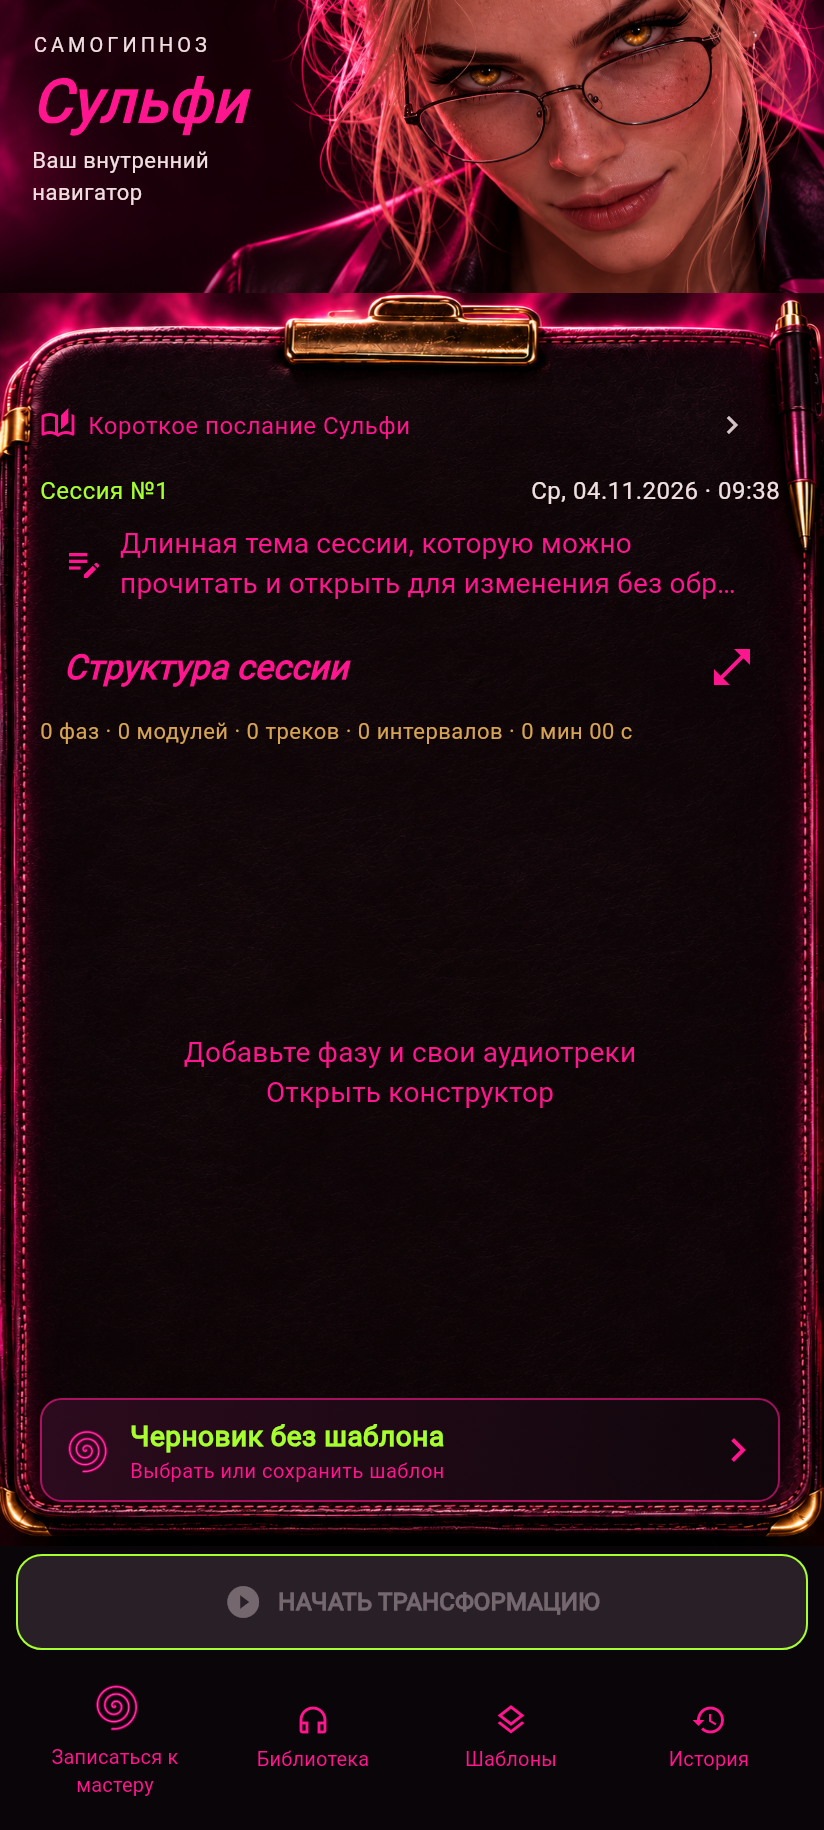 САМОГИПНОЗ
Сульфи
Ваш внутренний
навигатор
Короткое послание Сульфи
Сессия №1
Ср, 04.11.2026 · 09:38
Длинная тема сессии, которую можно
прочитать и открыть для изменения без обр…
Структура сессии
0 фаз · 0 модулей · 0 треков · 0 интервалов · 0 мин 00 с
Добавьте фазу и свои аудиотреки
Открыть конструктор
Черновик без шаблона
Выбрать или сохранить шаблон
НАЧАТЬ ТРАНСФОРМАЦИЮ
Записаться к
мастеру
Библиотека
Шаблоны
История